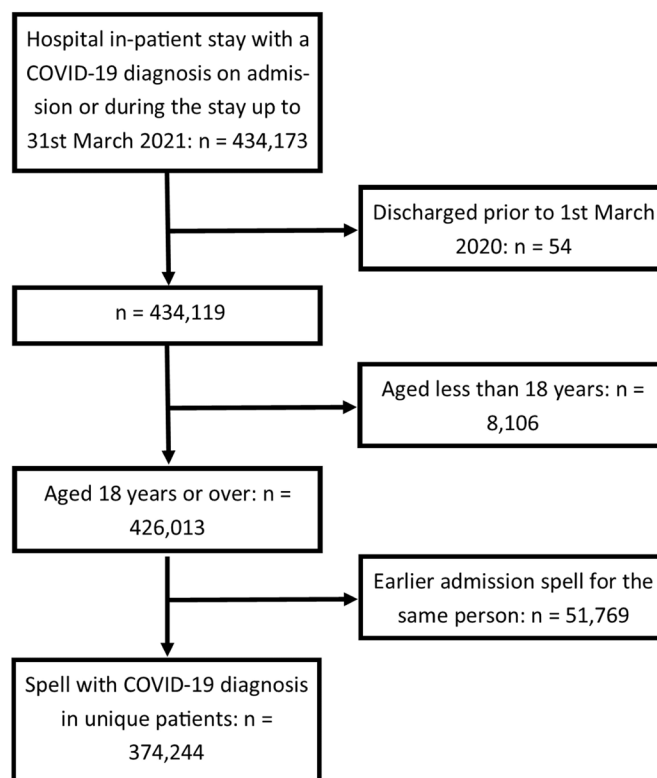 Hospital in-patient stay with a
COVID-19 diagnosis on admis-
sion or during the stay up to
31st March 2021: n = 434,173
Discharged prior to 1st March
2020: n = 54
n = 434,119
Aged less than 18 years: n =
8,106
Aged 18 years or over: n =
426,013
Earlier admission spell for the
same person: n = 51,769
Spell with COVID-19 diagnosis
in unique patients: n =
374,244